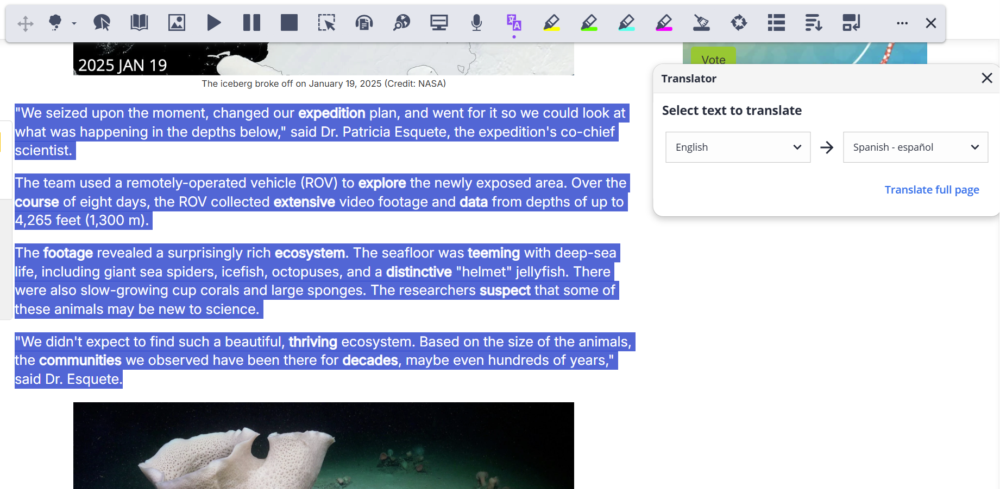 2025 JAN 19
The iceberg broke off on January 19, 2025 (Credit: NASA)
"We seized upon the moment, changed our expedition plan, and went for it so we could look at
what was happening in the depths below," said Dr. Patricia Esquete, the expedition's co-chief
scientist.
The team used a remotely-operated vehicle (ROV) to explore the newly exposed area. Over the
course of eight days, the ROV collected extensive video footage and data from depths of up to
4,265 feet (1,300 m).
The footage revealed a surprisingly rich ecosystem. The seafloor was teeming with deep-sea
life, including giant sea spiders, icefish, octopuses, and a distinctive "helmet" jellyfish. There
were also slow-growing cup corals and large sponges. The researchers suspect that some of
these animals may be new to science.
"We didn't expect to find such a beautiful, thriving ecosystem. Based on the size of the animals,
the communities we observed have been there for decades, maybe even hundreds of years,"
said Dr. Esquete.
Vote
Translator
Select text to translate
English
Spanish - español
Translate full page